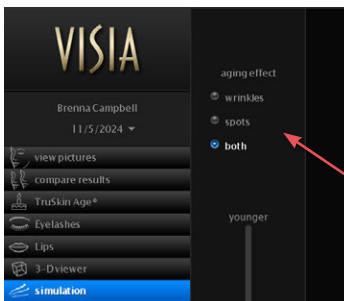 VISIA
Brenna Campbell
11/5/2024
view pictures
compare results
TruSkin Age®
Eyelashes
Lips
3-D viewer
simulation
aging effect
wrinkles
spots
both
younger